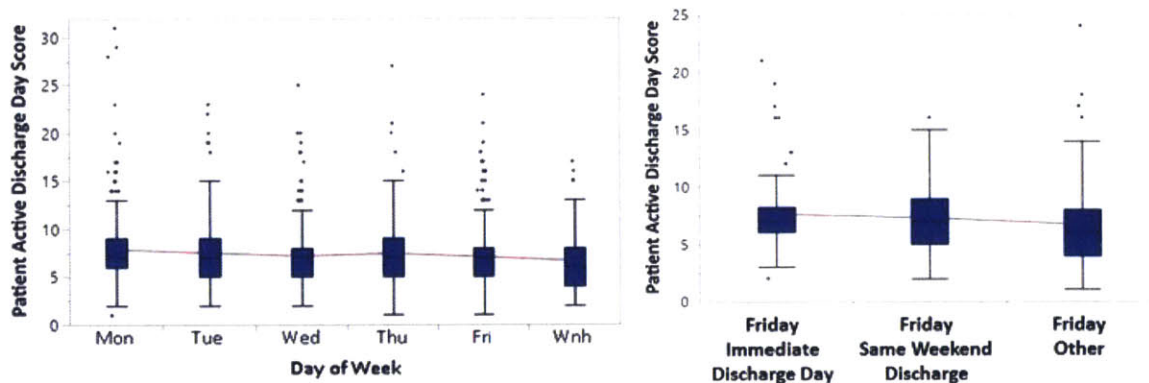 Patient Active Discharge Day Score
30
25
20
15
10
5
0
Mon Tue Wed Thu Fri Wnh
Day of Week
Patient Active Discharge Day Score
25
20
15
10
5
0
Friday
Immediate
Discharge Day
Friday
Same Weekend
Discharge
Friday
Other